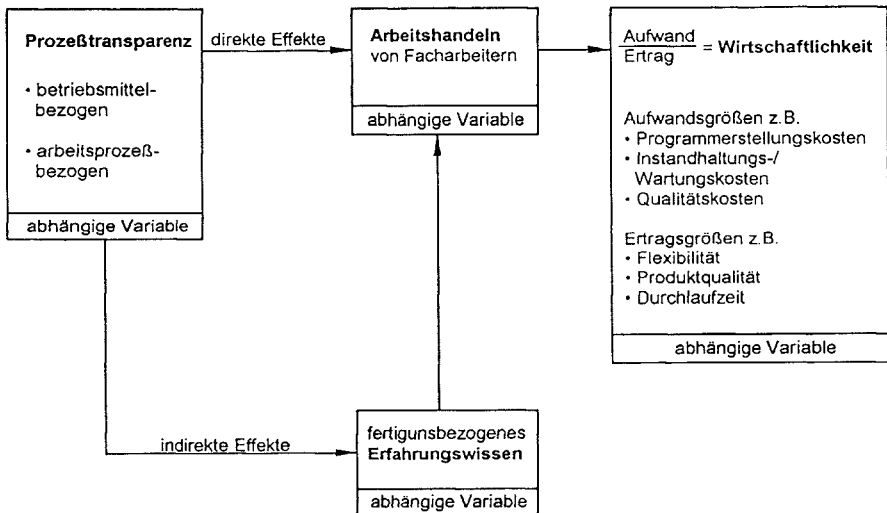 Prozeßtransparenz
• betriebsmittel-
bezogen
• arbeitsprozeß-
bezogen
abhängige Variable
direkte Effekte
Arbeitshandeln
von Facharbeitern
abhängige Variable
Aufwand
Ertrag
= Wirtschaftlichkeit
Aufwandsgrößen z.B.
• Programmerstellungskosten
• Instandhaltungs-/
Wartungskosten
• Qualitätskosten
Ertragsgrößen z.B.
• Flexibilität
• Produktqualität
• Durchlaufzeit
abhängige Variable
indirekte Effekte
fertigunsbezogenes
Erfahrungswissen
abhängige Variable